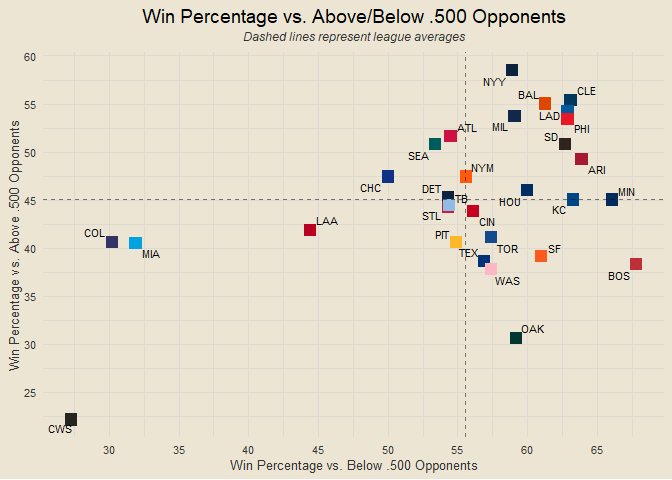 Win Percentage vs. Above/Below .500 Opponents
Dashed lines represent league averages
Win Percentage vs. Above .500 Opponents
60
55
50
45
40
35
30
25
NYY
BAL
CLE
LAD
PHI
MIL
ATL
SEA
SD
ARI
NYM
CHC
DET
TB
STL
HOU
MIN
KC
CIN
LAA
COL
MIA
PIT
TEX
TOR
SF
WAS
BOS
OAK
CWS
30 35 40 45 50 55 60 65
Win Percentage vs. Below .500 Opponents